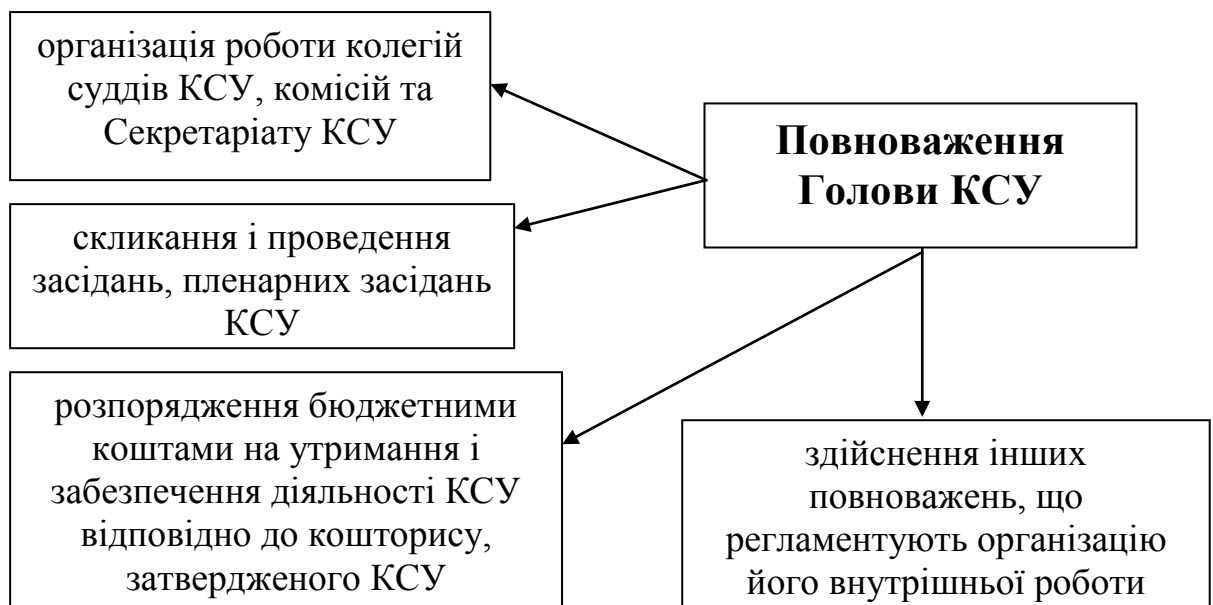 організація роботи колегій
суддів КСУ, комісій та
Секретаріату КСУ
Повноваження
Голови КСУ
скликання і проведення
засідань, пленарних засідань
КСУ
розпорядження бюджетними
коштами на утримання і
забезпечення діяльності КСУ
відповідно до кошторису,
затвердженого КСУ
здійснення інших
повноважень, що
регламентують організацію
його внутрішньої роботи